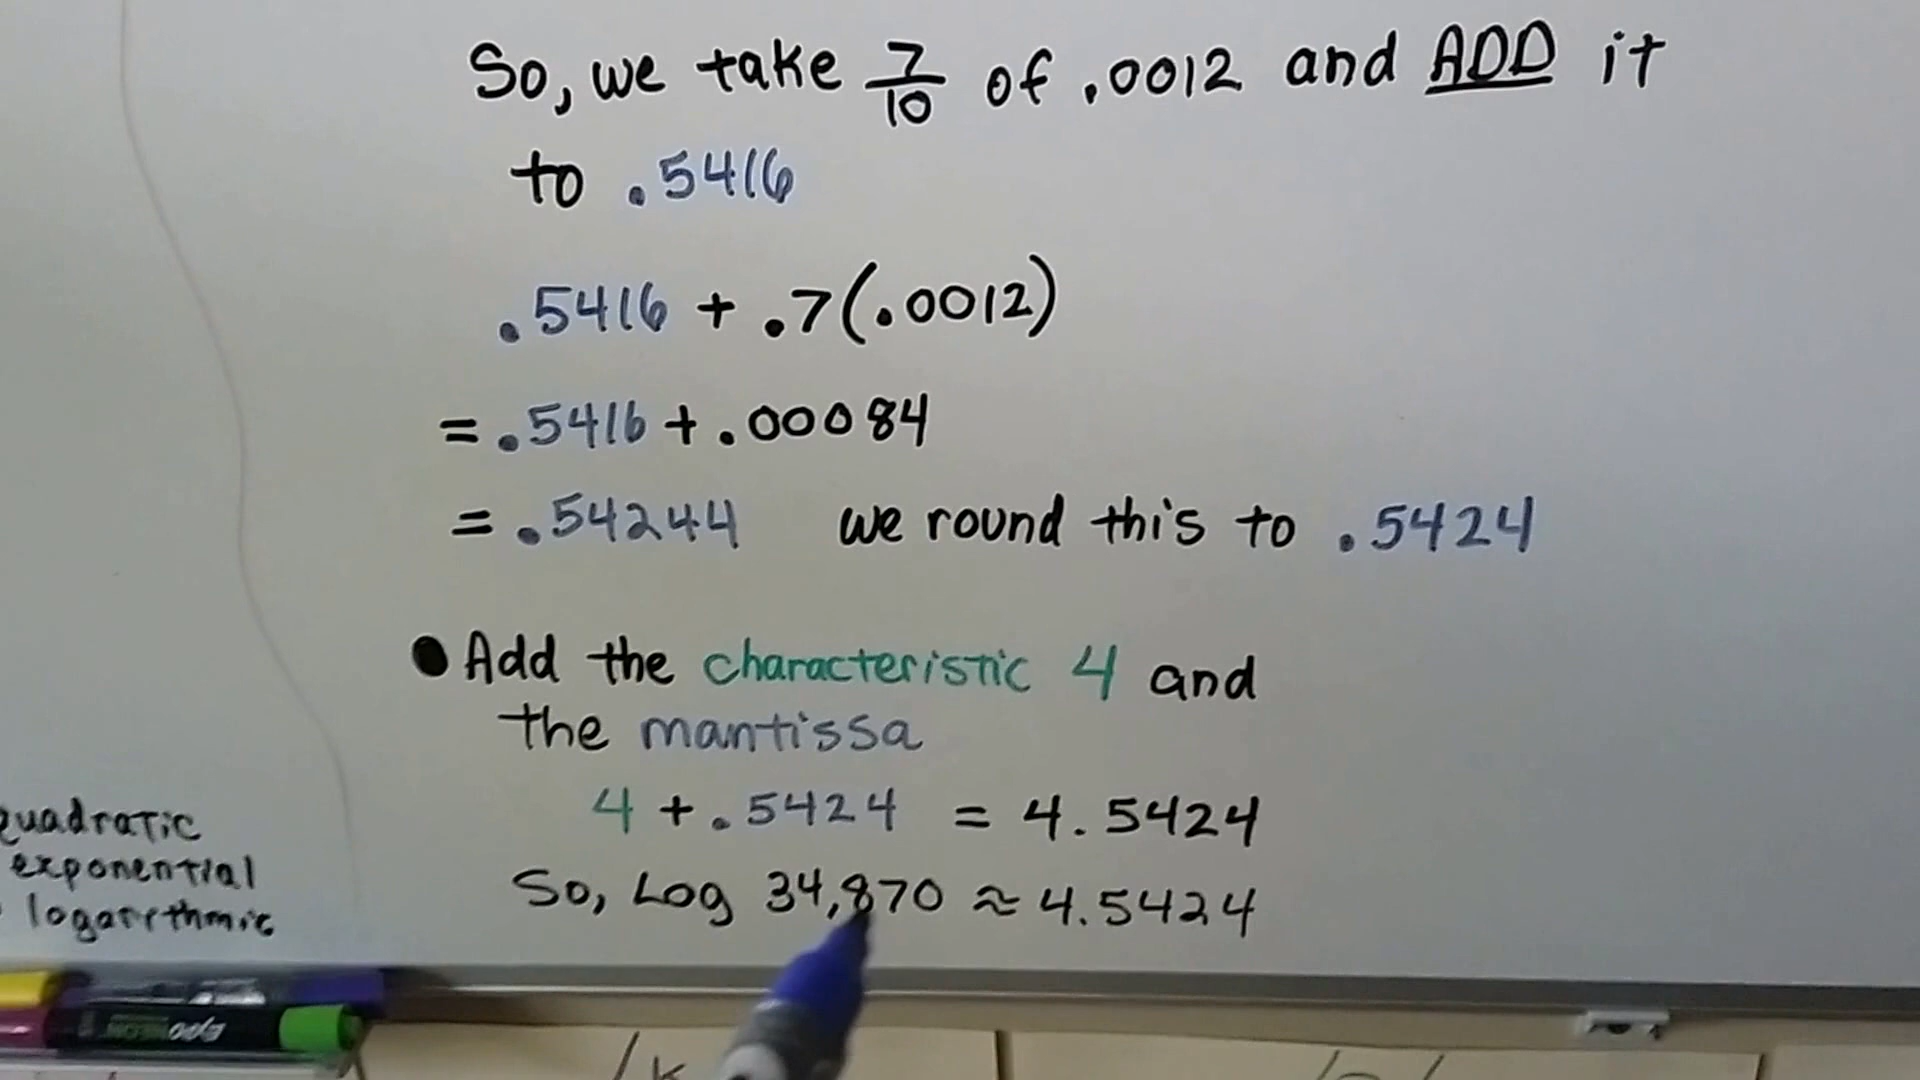 So, we take 7/10 of .0012 and ADD it
to .5416
.5416 + .7(.0012)
= .5416 + .00084
= .54244 we round this to .5424
● Add the characteristic 4 and
the mantissa
4 + .5424 = 4.5424
So, Log 34,870 ≈ 4.5424
quadratic
exponential
logarithmic
EXPO